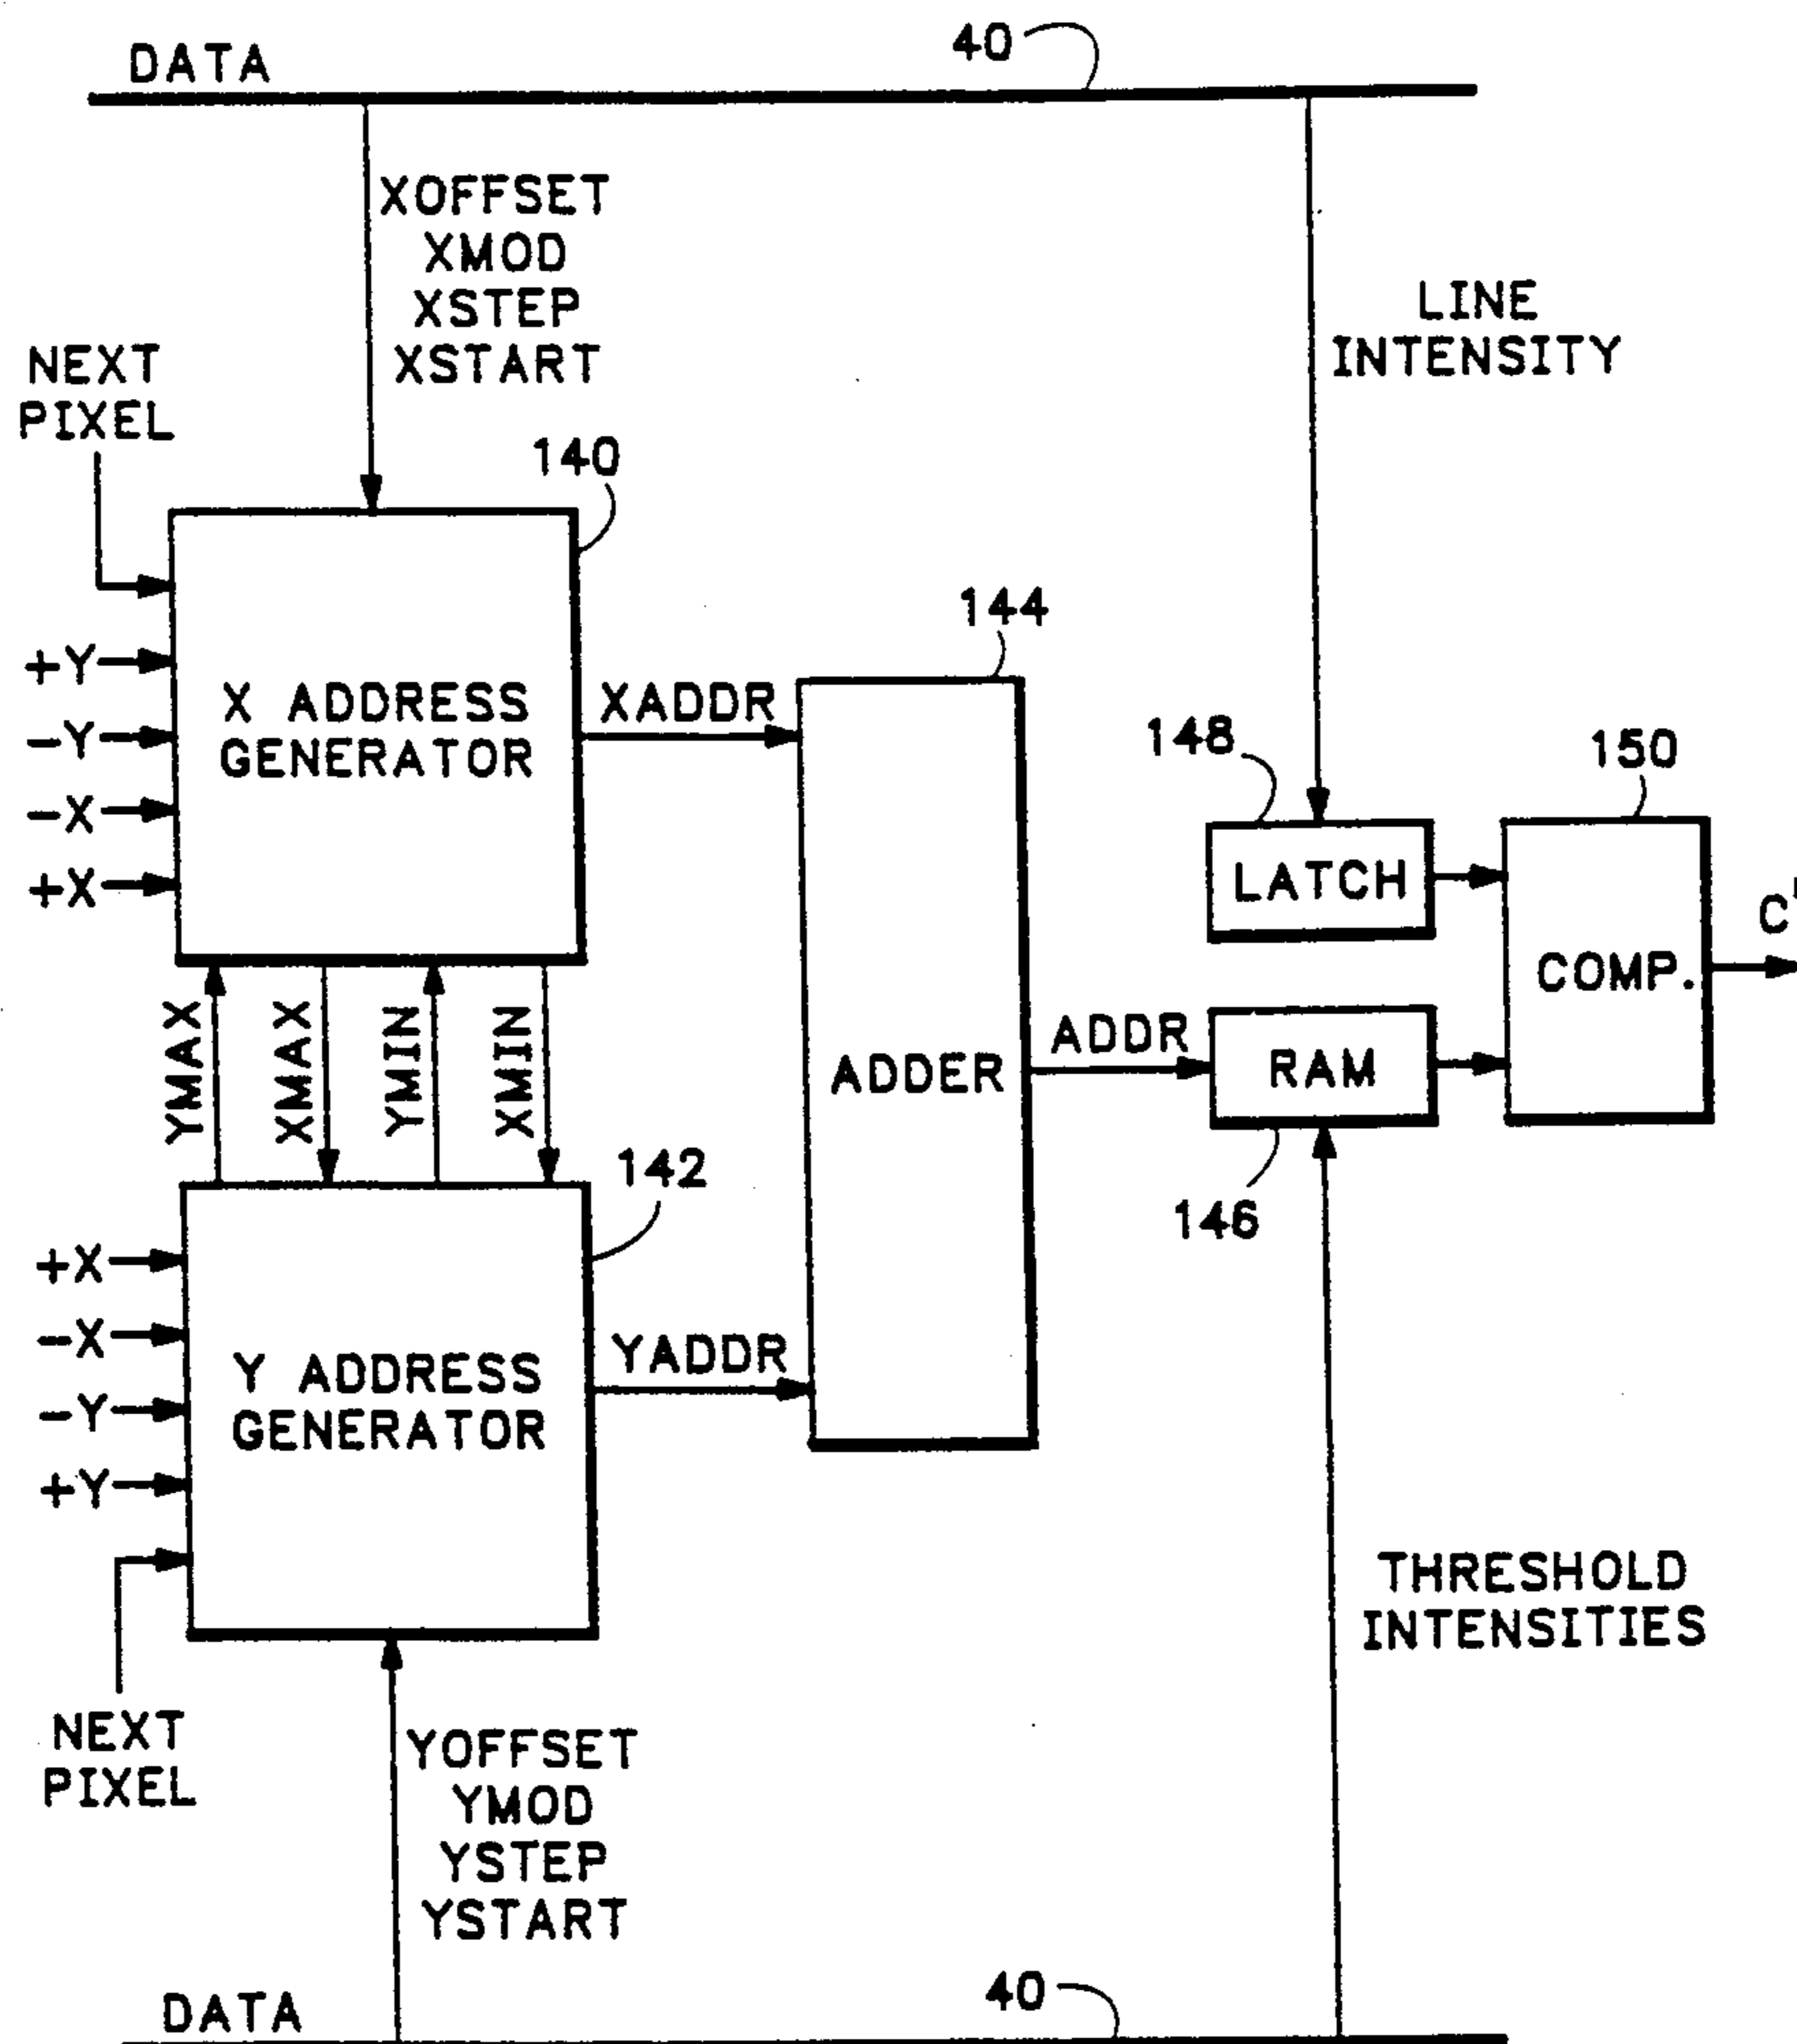 DATA
40
XOFFSET
XMOD
XSTEP
XSTART
LINE
INTENSITY
NEXT
PIXEL
140
+Y
-Y
-X
+X
X ADDRESS
GENERATOR
XADDR
144
148
150
LATCH
COMP.
C'
YMAX
XMAX
YMIN
XMIN
ADDER
ADDR
RAM
146
142
+X
-X
-Y
+Y
Y ADDRESS
GENERATOR
YADDR
THRESHOLD
INTENSITIES
NEXT
PIXEL
YOFFSET
YMOD
YSTEP
YSTART
DATA
40